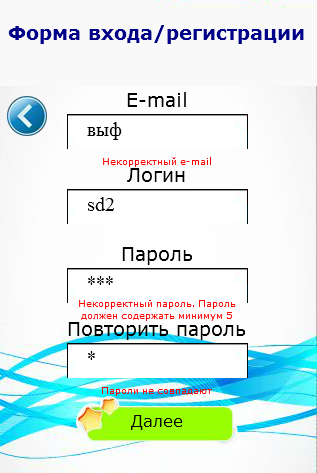 Форма входа/регистрации
E-mail
выф
Некорректный e-mail
Логин
sd2
Пароль
***
Некорректный пароль. Пароль
должен содержать минимум 5
Повторить пароль
*
Пароли не совпадают
Далее